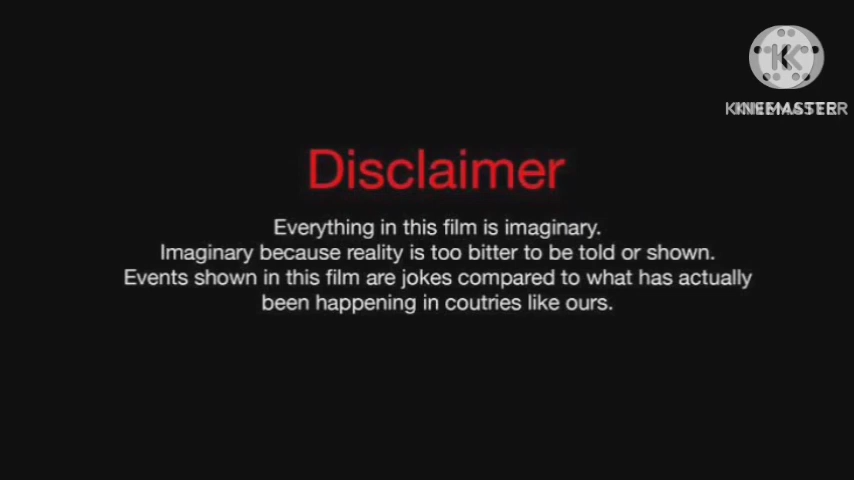 KINEMASTER
Disclaimer
Everything in this film is imaginary.
Imaginary because reality is too bitter to be told or shown.
Events shown in this film are jokes compared to what has actually
been happening in coutries like ours.